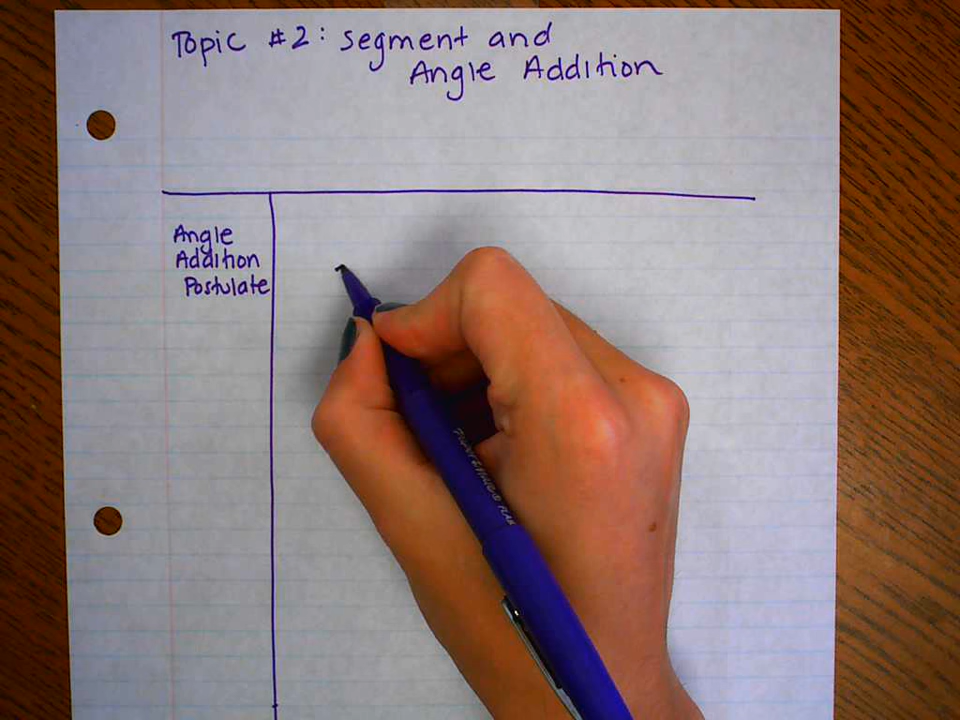 Topic #2: Segment and
Angle Addition
Angle
Addition
Postulate